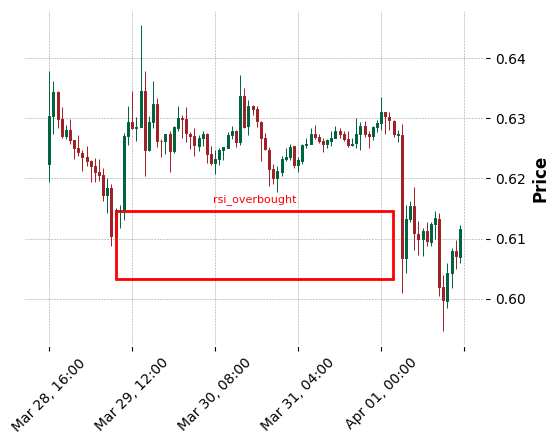 0.64
0.63
0.62
rsi_overbought
0.61
0.60
Price
Mar 28, 16:00
Mar 29, 12:00
Mar 30, 08:00
Mar 31, 04:00
Apr 01, 00:00